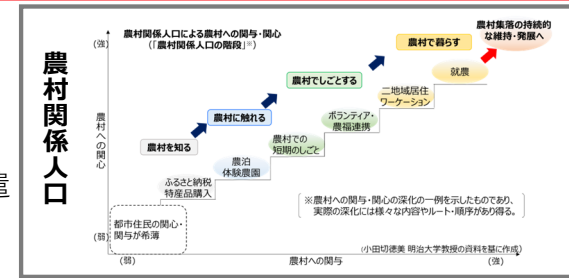 農村関係人口
農村関係人口による農村への関与・関心
(「農村関係人口の階段」※)
(強)
農村への関心
(弱)
農村集落の持続的
な維持・発展へ
農村で暮らす
農村でしごとする
農村に触れる
農村を知る
就農
二地域居住
ワーケーション
ボランティア・
農福連携
農村での
短期のしごと
農泊
体験農園
ふるさと納税
特産品購入
都市住民の関心・
関与が希薄
※農村への関与・関心の深化の一例を示したものであり、
実際の深化には様々な内容やルート・順序があり得る。
(小田切徳美 明治大学教授の資料を基に作成)
(弱)
農村への関与
(強)